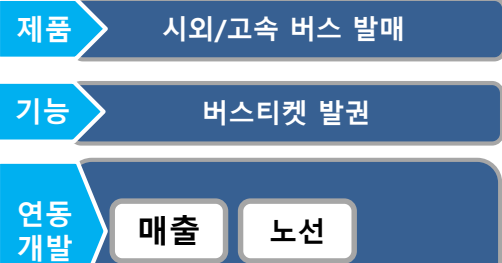 제품
시외/고속 버스 발매
기능
버스티켓 발권
연동
개발
매출
노선